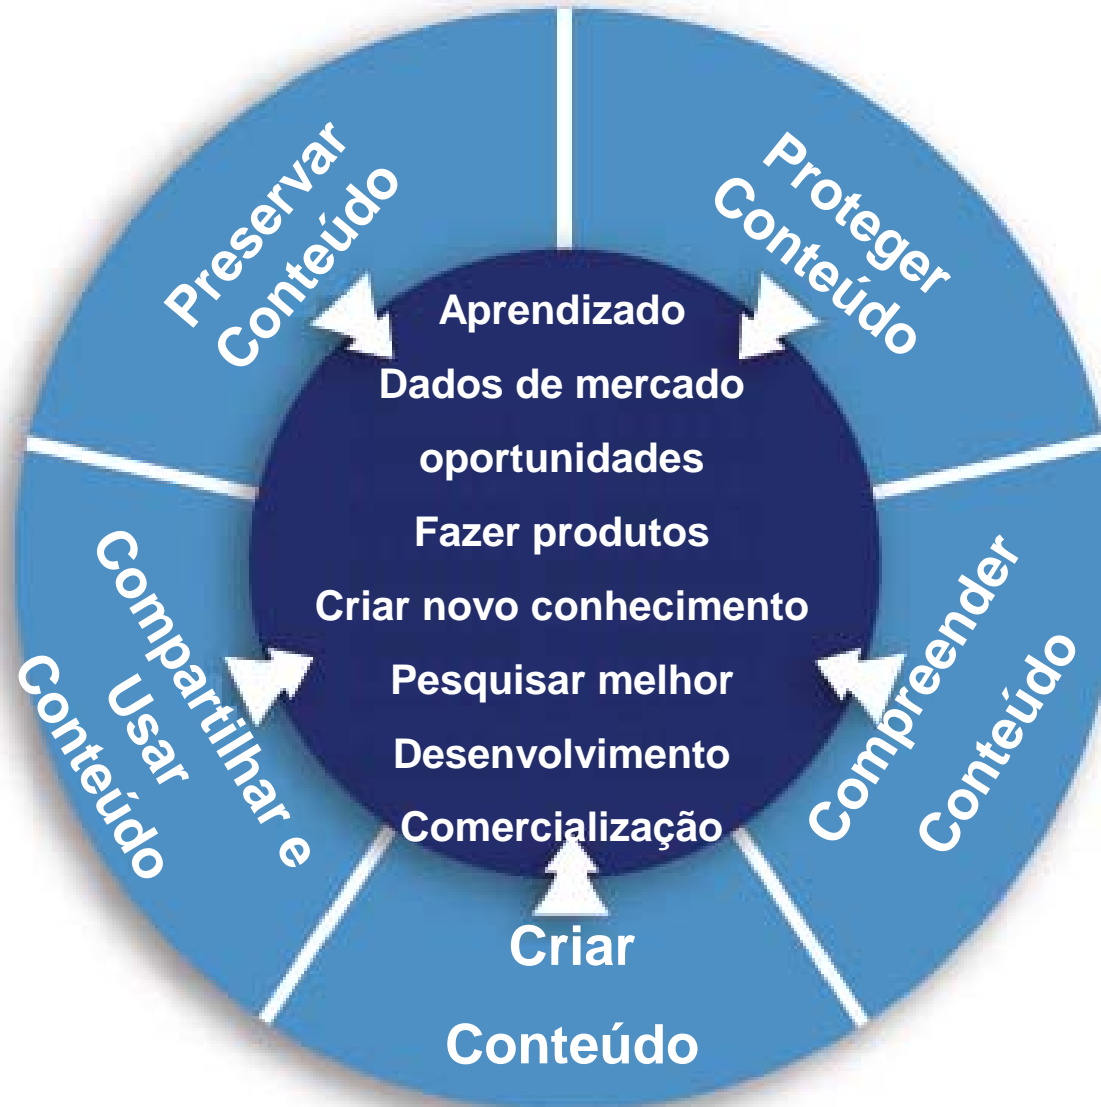 Preservar
Conteúdo
Proteger
Conteúdo
Aprendizado
Dados de mercado
oportunidades
Fazer produtos
Criar novo conhecimento
Pesquisar melhor
Desenvolvimento
Comercialização
Compartilhar e
Usar
Conteúdo
Compreender
Conteúdo
Criar
Conteúdo